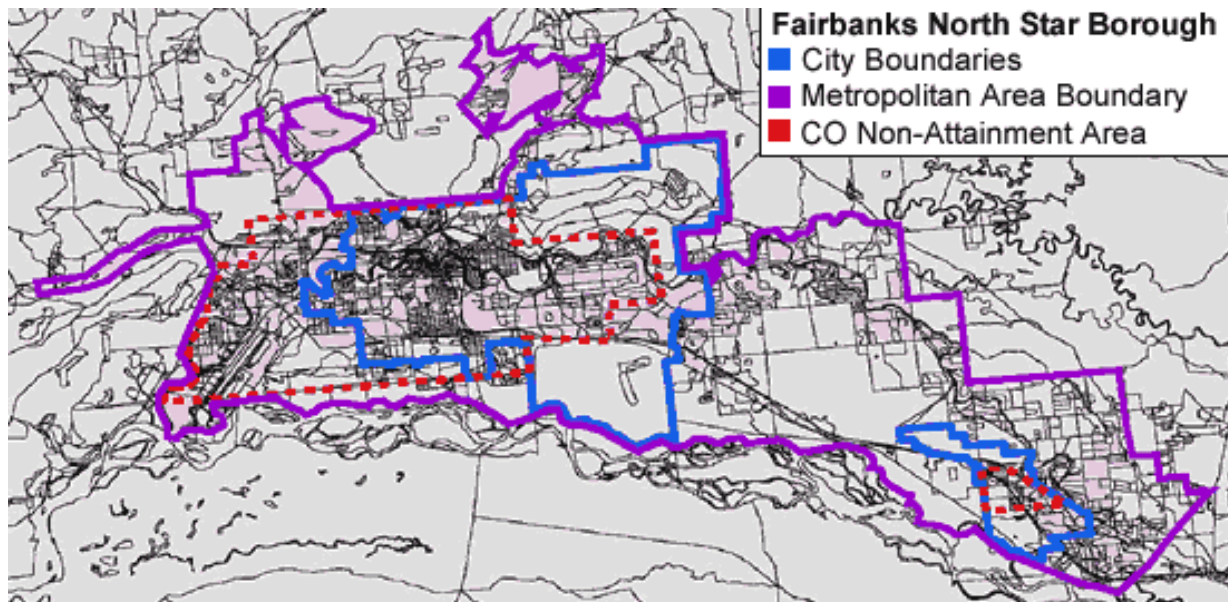 Fairbanks North Star Borough
City Boundaries
Metropolitan Area Boundary
CO Non-Attainment Area